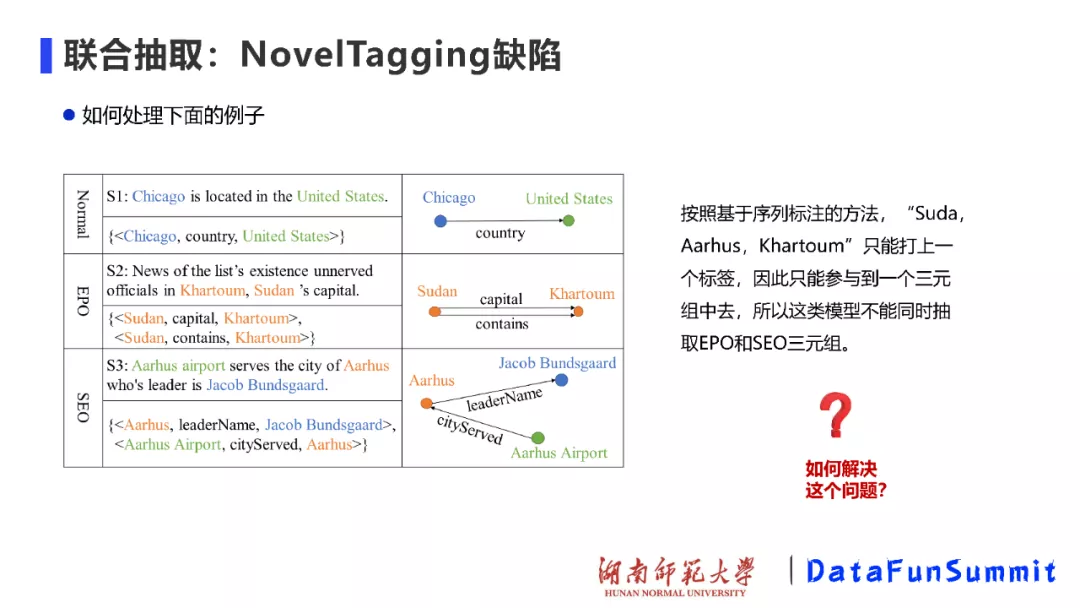 联合抽取：NovelTagging缺陷
如何处理下面的例子
Normal
S1: Chicago is located in the United States.
{<Chicago, country, United States>}
Chicago
United States
country
EPO
S2: News of the list's existence unnerved
officials in Khartoum, Sudan 's capital.
{<Sudan, capital, Khartoum>,
<Sudan, contains, Khartoum>}
Sudan
capital
Khartoum
contains
SEO
S3: Aarhus airport serves the city of Aarhus
who's leader is Jacob Bundsgaard.
{<Aarhus, leaderName, Jacob Bundsgaard>,
<Aarhus Airport, cityServed, Aarhus>}
Jacob Bundsgaard
Aarhus
leaderName
cityServed
Aarhus Airport
按照基于序列标注的方法，“Suda，
Aarhus，Khartoum”只能打上一
个标签，因此只能参与到一个三元
组中去，所以这类模型不能同时抽
取EPO和SEO三元组。
?
如何解决
这个问题?
湖南师范大学
HUNAN NORMAL UNIVERSITY
DataFunSummit